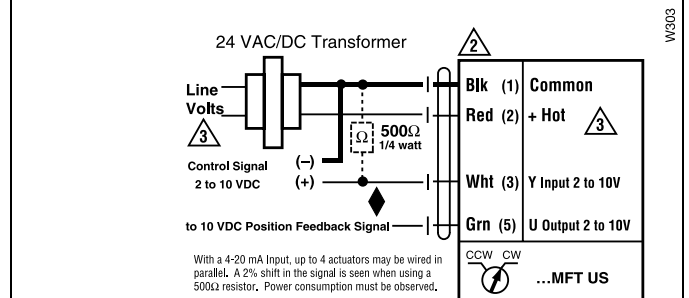 W303
24 VAC/DC Transformer
2
Line
Volts
3
Blk (1) Common
Red (2) + Hot
3
Ω
500Ω
1/4 watt
Control Signal
2 to 10 VDC
(–)
(+)
Wht (3) Y Input 2 to 10V
to 10 VDC Position Feedback Signal
Grn (5) U Output 2 to 10V
With a 4-20 mA Input, up to 4 actuators may be wired in
parallel. A 2% shift in the signal is seen when using a
500Ω resistor. Power consumption must be observed.
CCW CW
...MFT US